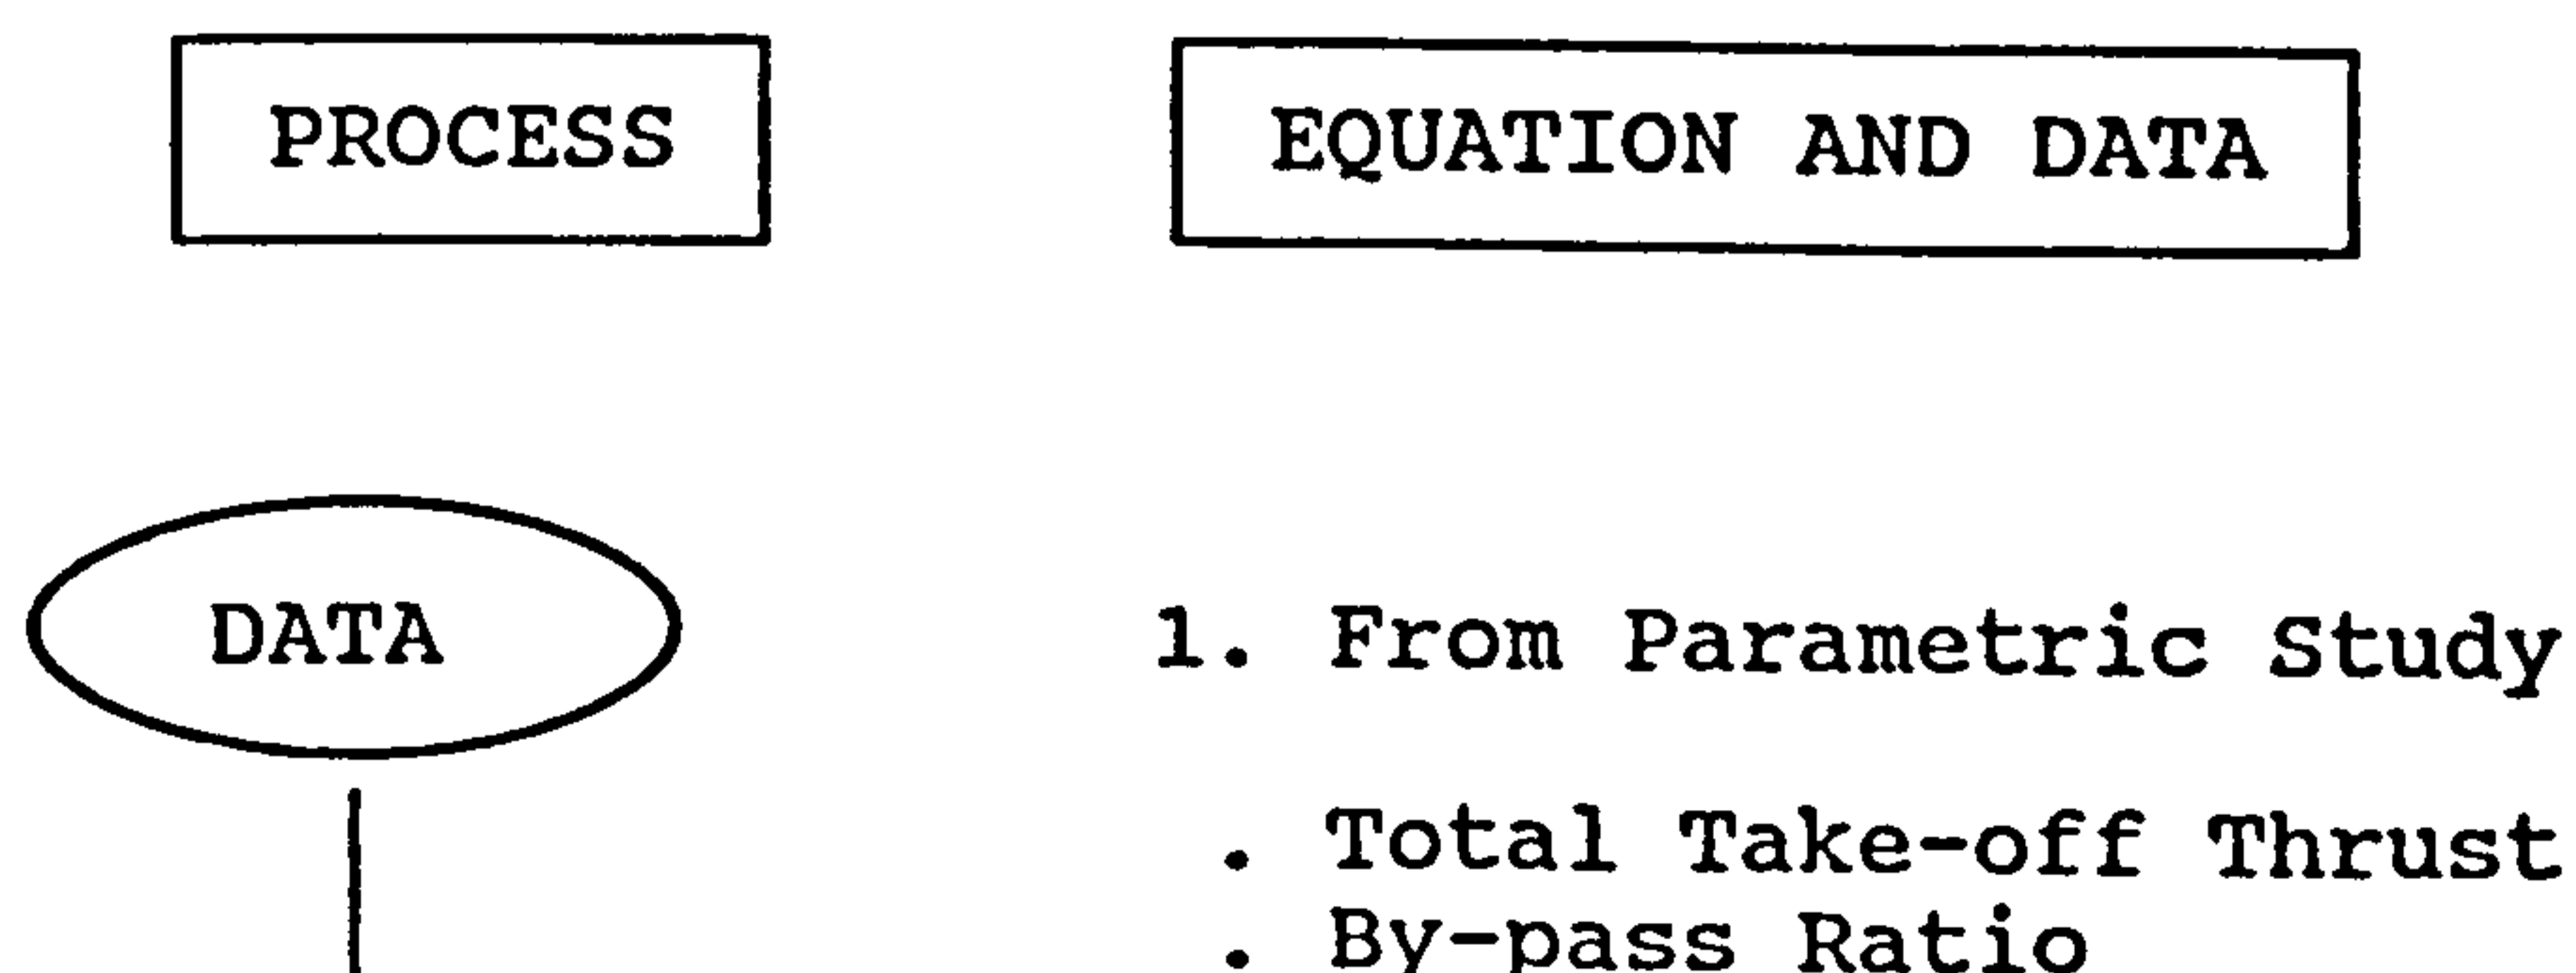 PROCESS
EQUATION AND DATA
DATA
1. From Parametric Study
. Total Take-off Thrust
. By-pass Ratio